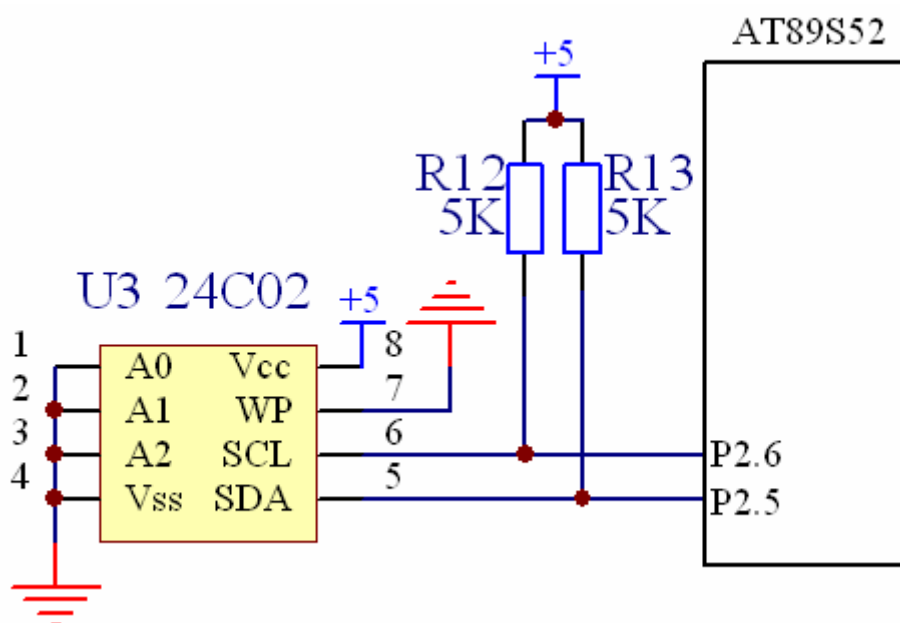 AT89S52
+5
R12
5K
R13
5K
U3 24C02
+5
1
A0
Vcc
8
2
A1
WP
7
3
A2
SCL
6
P2.6
4
Vss
SDA
5
P2.5